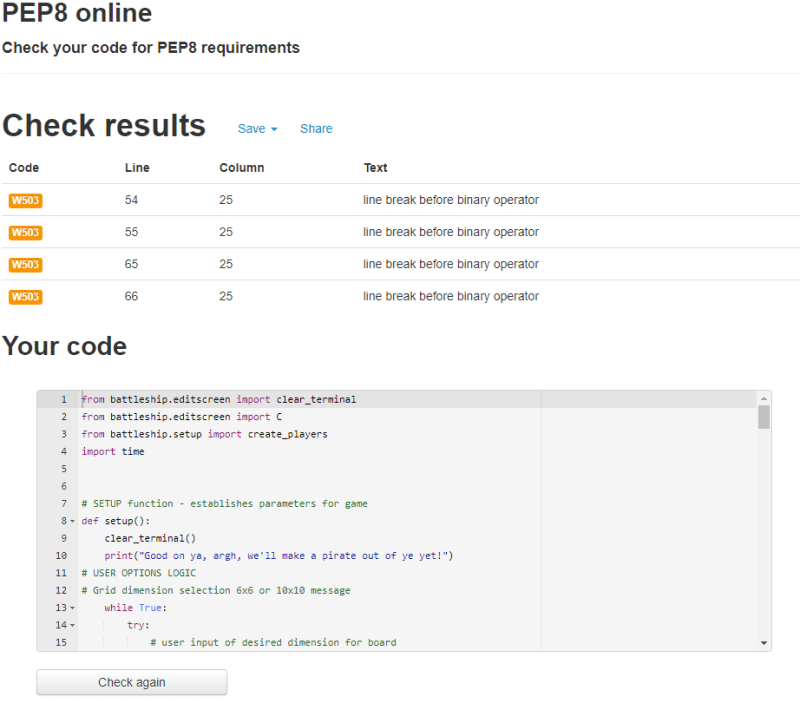 PEP8 online
Check your code for PEP8 requirements
Check results Save Share
Code Line Column Text
W503 54 25 line break before binary operator
W503 55 25 line break before binary operator
W503 65 25 line break before binary operator
W503 66 25 line break before binary operator
Your code
1 from battleship.editscreen import clear_terminal
2 from battleship.editscreen import C
3 from battleship.setup import create_players
4 import time
5
6
7 # SETUP function - establishes parameters for game
8 def setup():
9 clear_terminal()
10 print("Good on ya, argh, we'll make a pirate out of ye yet!")
11 # USER OPTIONS LOGIC
12 # Grid dimension selection 6x6 or 10x10 message
13 while True:
14 try:
15 # user input of desired dimension for board
Check again